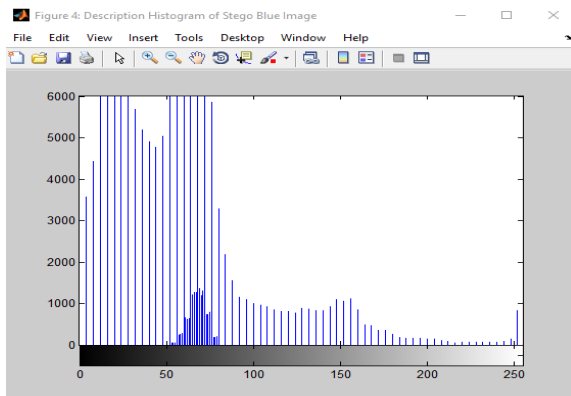 Figure 4: Description Histogram of Stego Blue Image
File Edit View Insert Tools Desktop Window Help
6000
5000
4000
3000
2000
1000
0
0 50 100 150 200 250